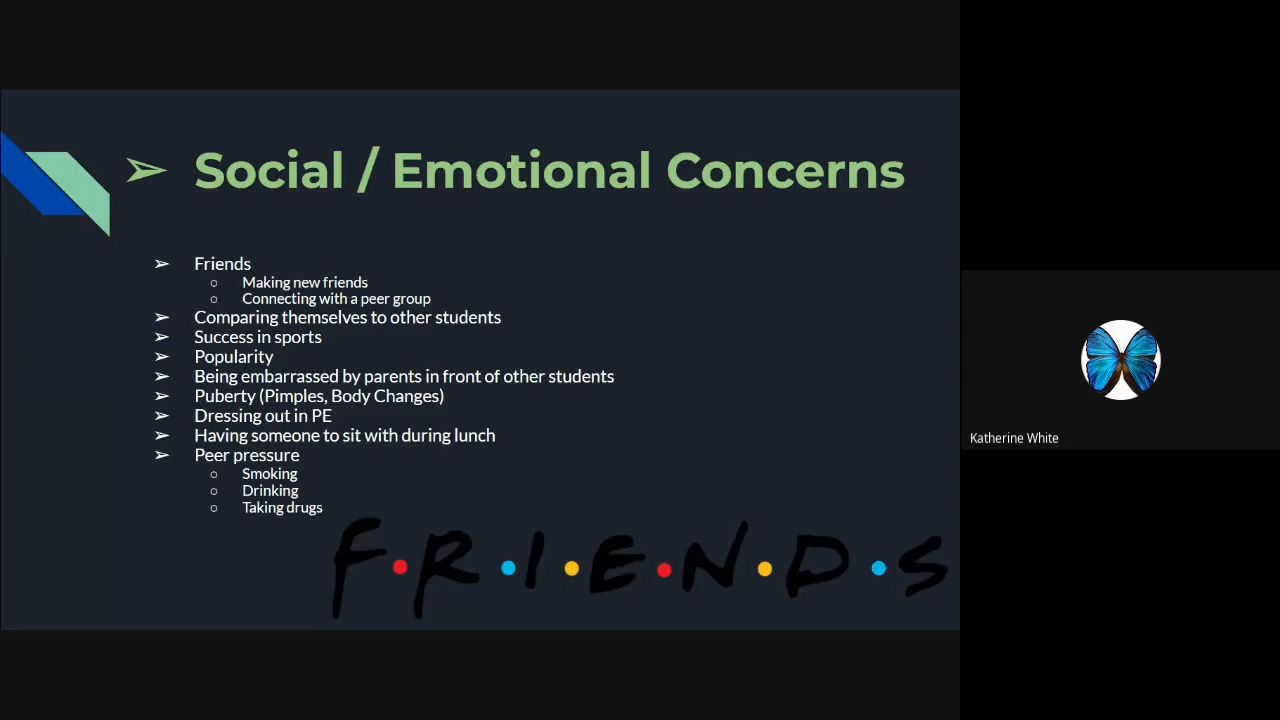 ➢ Social / Emotional Concerns
➢ Friends
○ Making new friends
○ Connecting with a peer group
➢ Comparing themselves to other students
➢ Success in sports
➢ Popularity
➢ Being embarrassed by parents in front of other students
➢ Puberty (Pimples, Body Changes)
➢ Dressing out in PE
➢ Having someone to sit with during lunch
➢ Peer pressure
○ Smoking
○ Drinking
○ Taking drugs
F•R•I•E•N•D•S
Katherine White